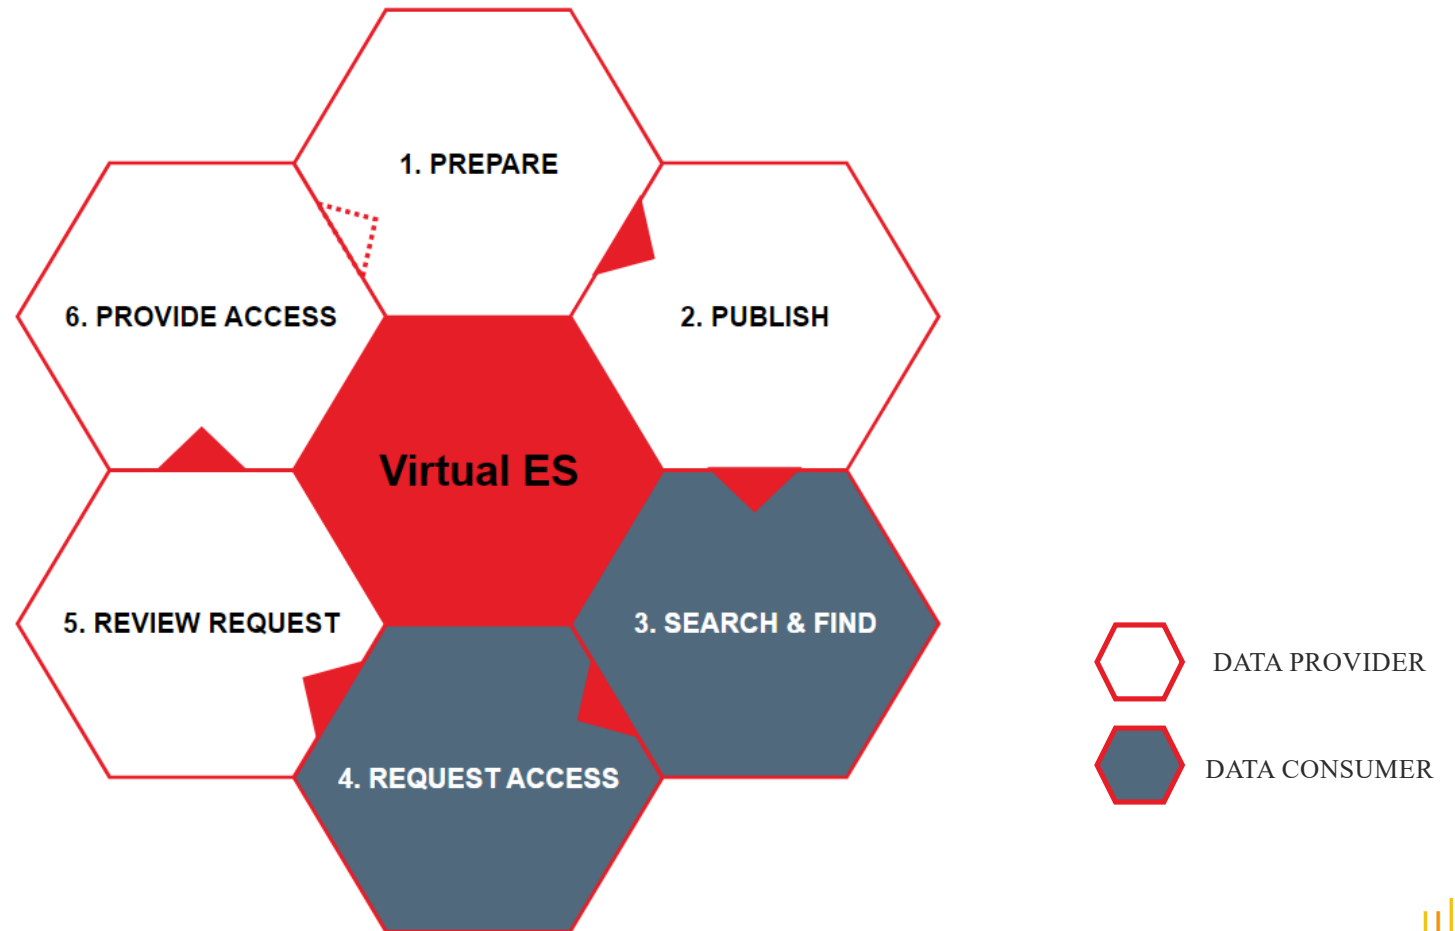 1. PREPARE
2. PUBLISH
6. PROVIDE ACCESS
Virtual ES
3. SEARCH & FIND
5. REVIEW REQUEST
4. REQUEST ACCESS
DATA PROVIDER
DATA CONSUMER